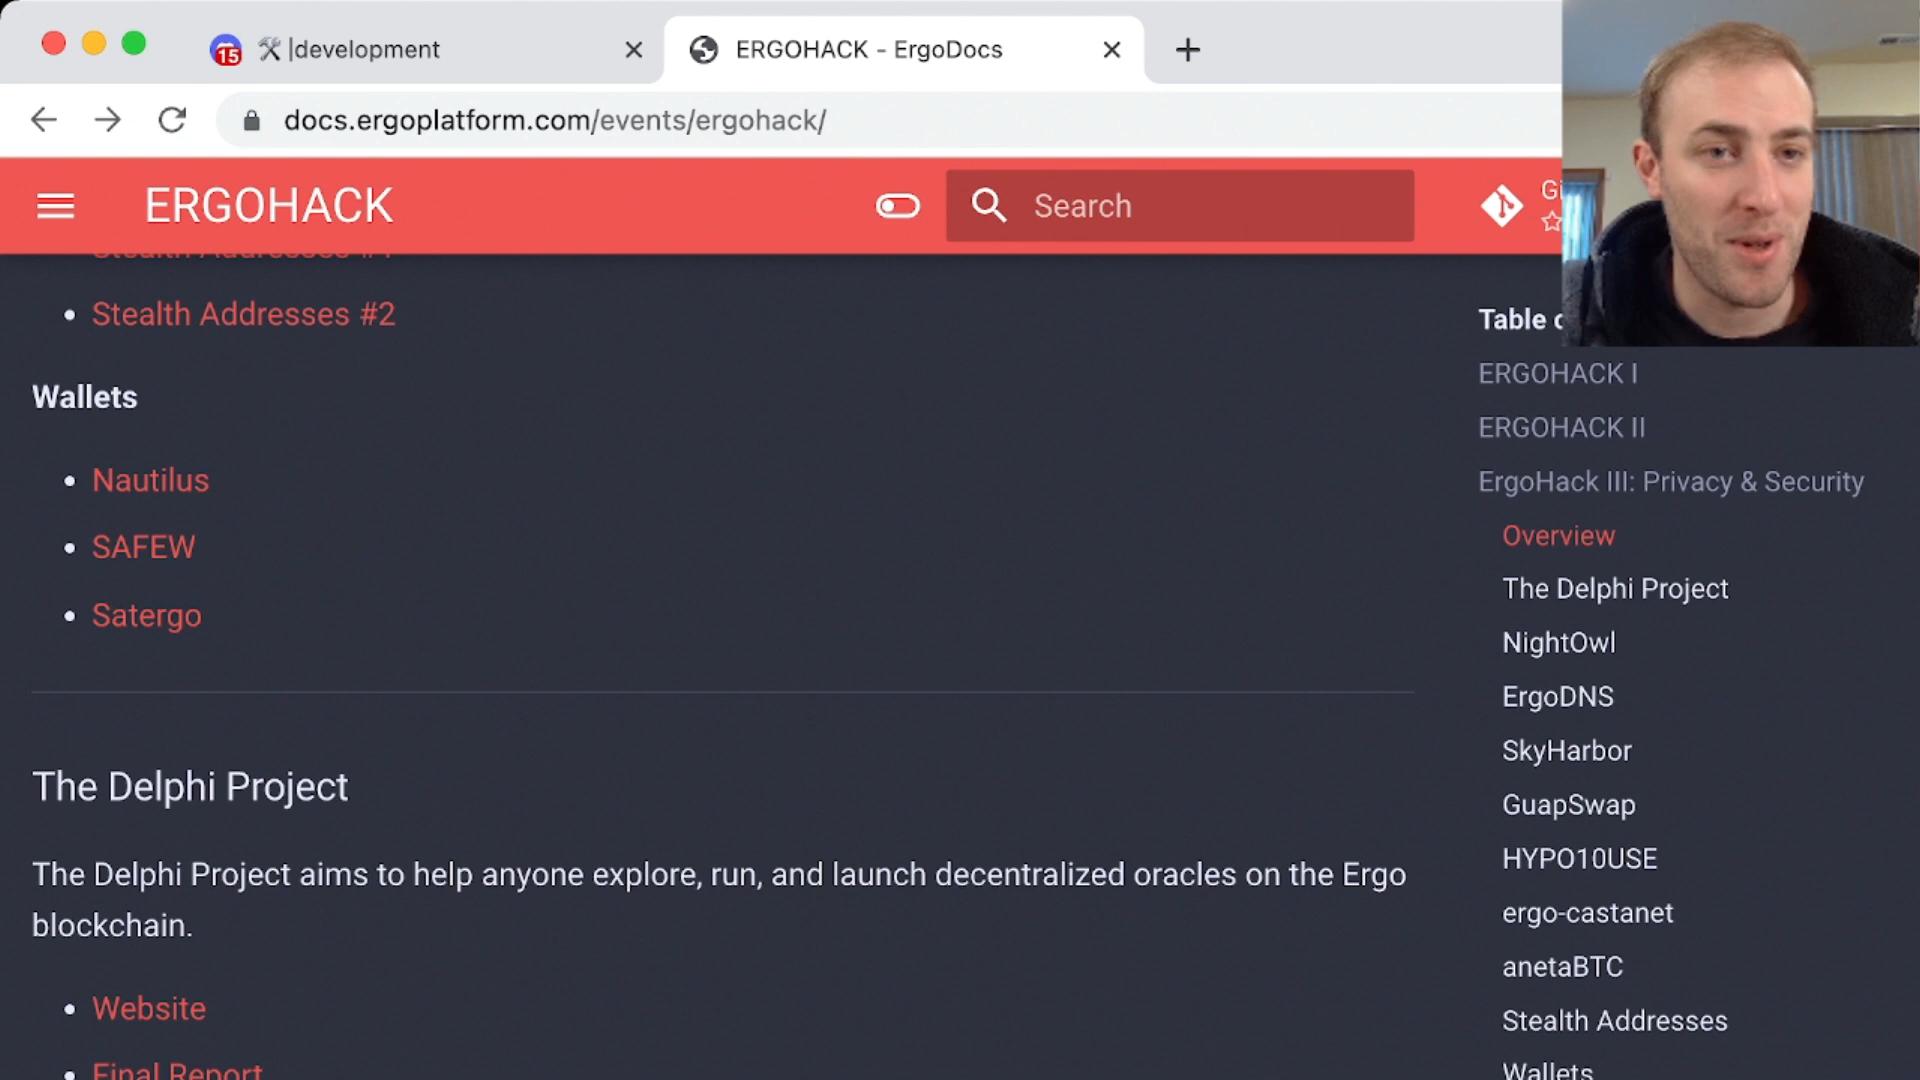 15
|development
ERGOHACK - ErgoDocs
docs.ergoplatform.com/events/ergohack/
ERGOHACK
Search
Stealth Addresses #2
Wallets
Nautilus
SAFEW
Satergo
The Delphi Project
The Delphi Project aims to help anyone explore, run, and launch decentralized oracles on the Ergo
blockchain.
Website
Final Report
Table
ERGOHACK I
ERGOHACK II
ErgoHack III: Privacy & Security
Overview
The Delphi Project
NightOwl
ErgoDNS
SkyHarbor
GuapSwap
HYPO10USE
ergo-castanet
anetaBTC
Stealth Addresses
Wallets